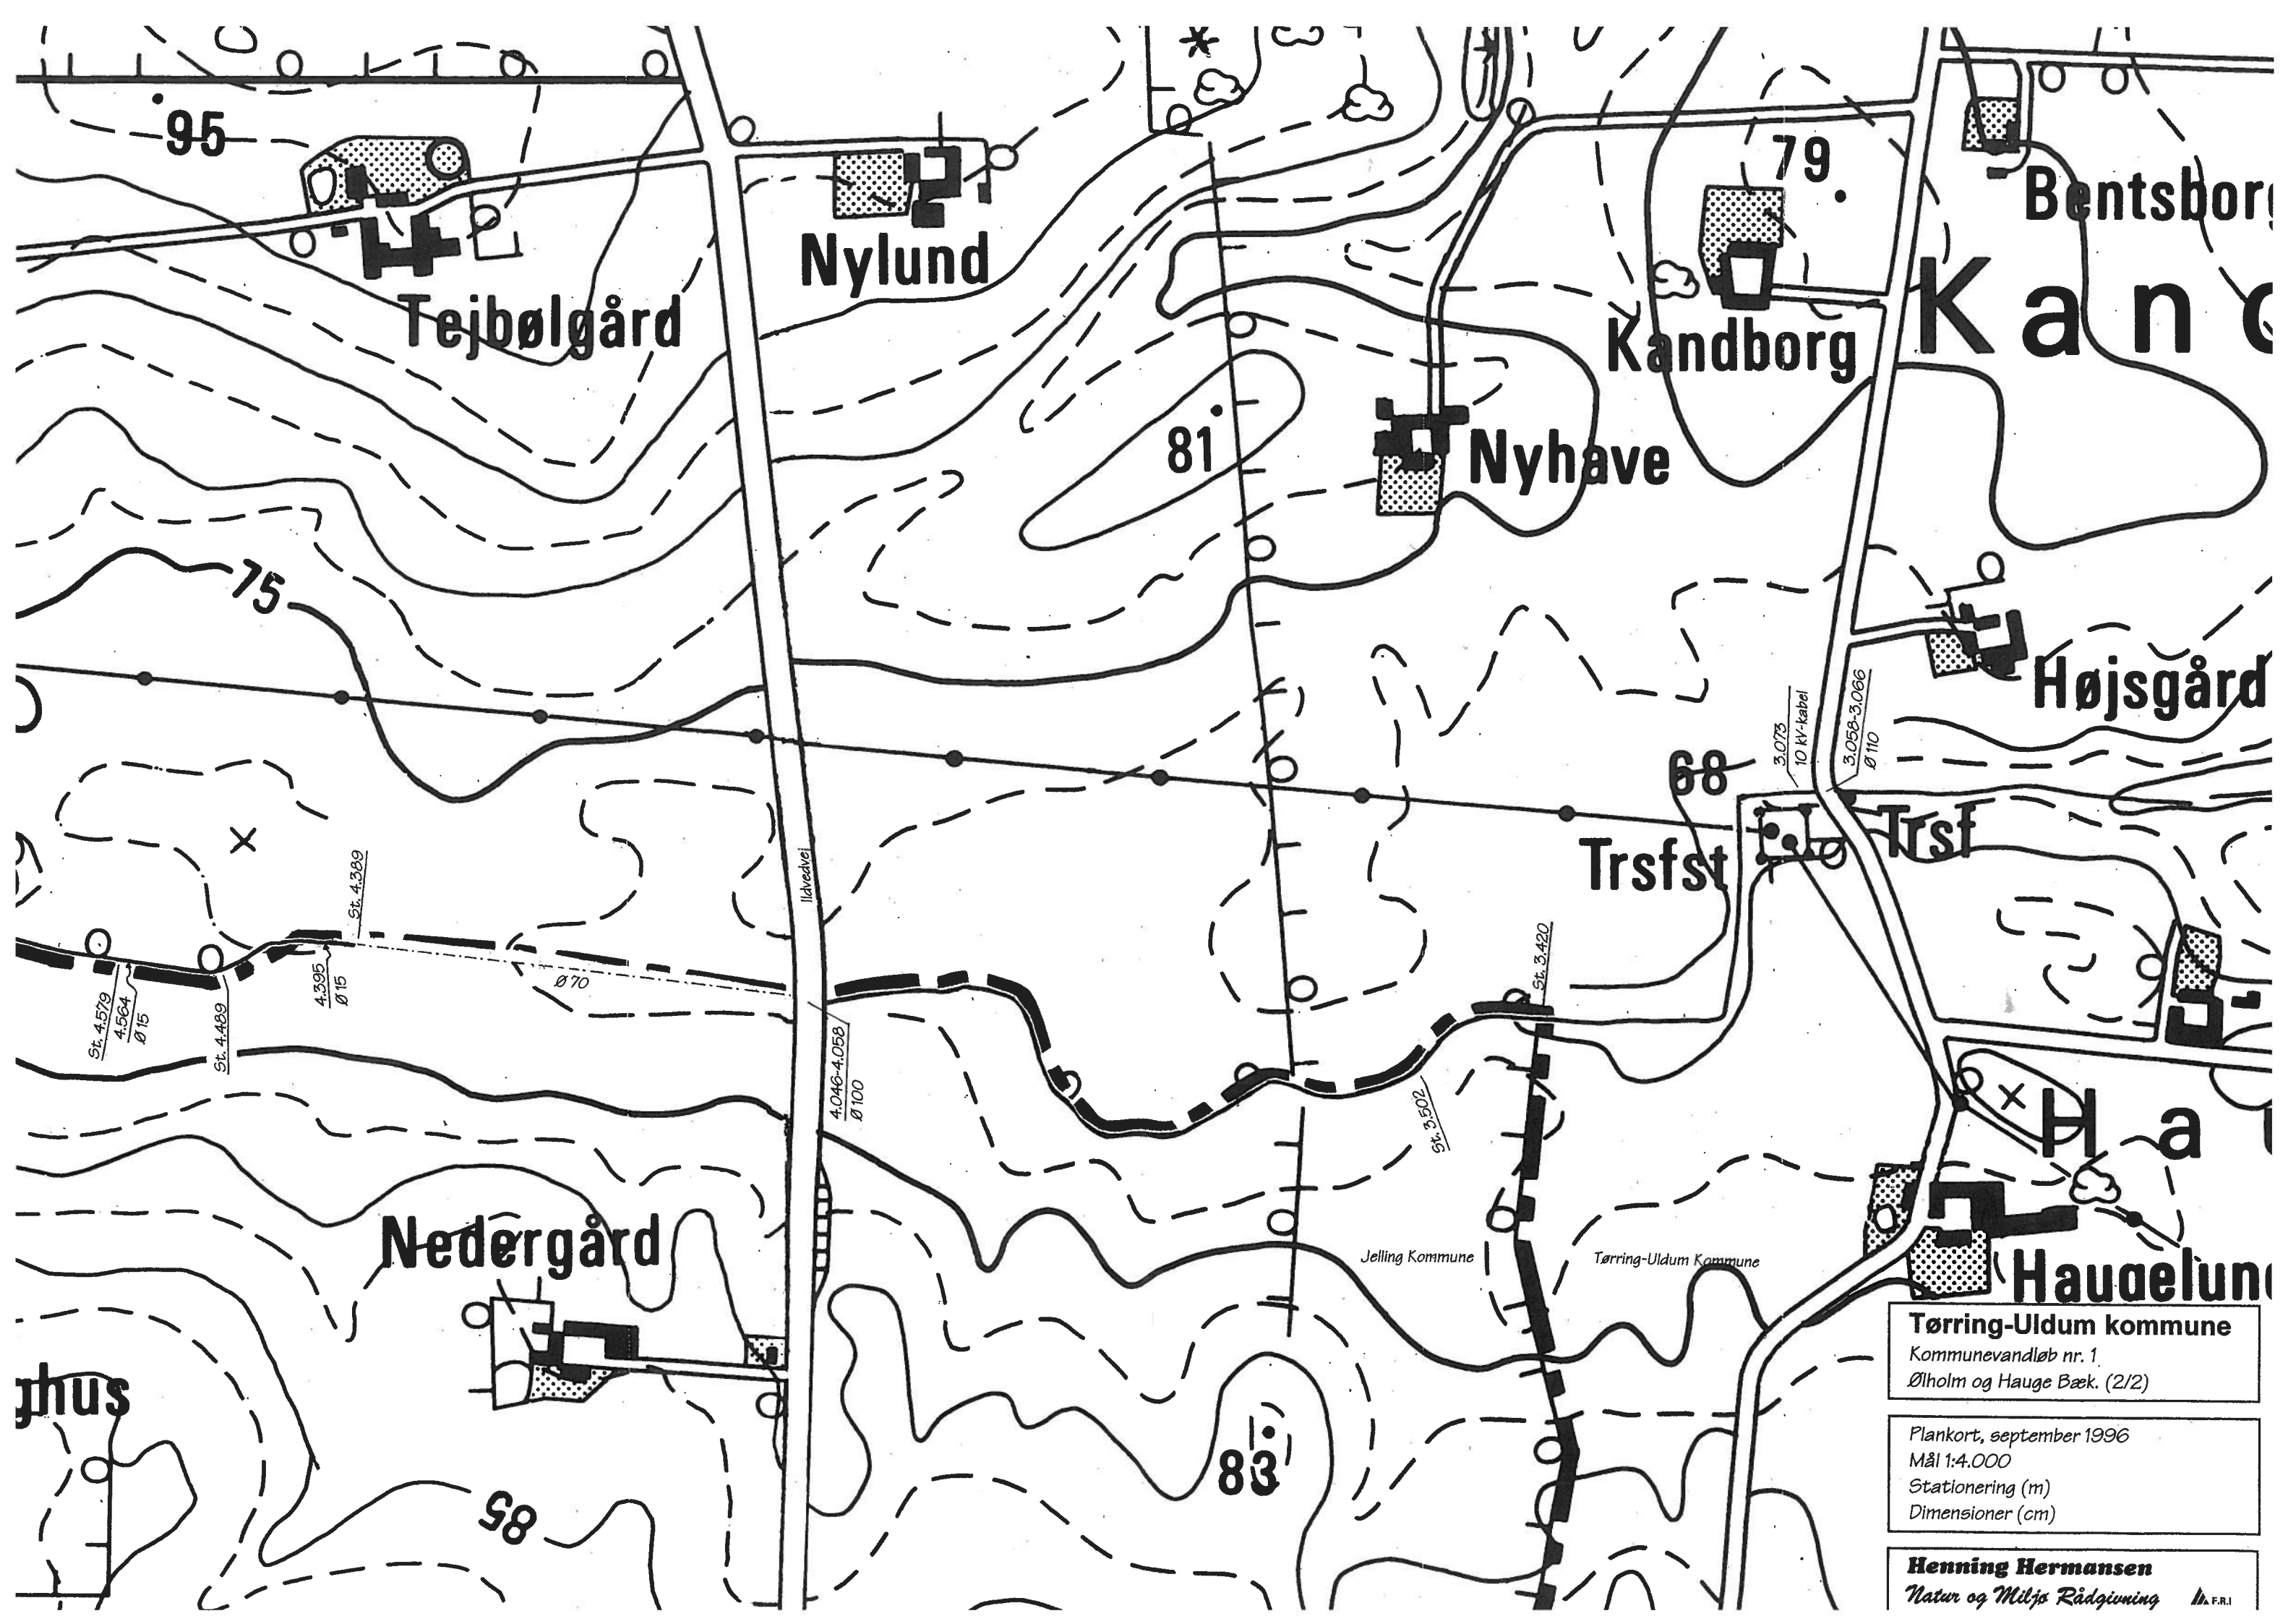 95
79
Bentsbor
Nylund
Tejbølgård
Kandborg
Kan
81
Nyhave
75
Højsgård
3.073
10 kV-kabel
3.058-3.066
Ø 110
68
Trsfst
Trsf
Ildvedvej
St. 4.389
St. 3.420
4.395
Ø 15
Ø 70
St. 4.579
4.564
Ø 15
St. 4.489
4.046-4.058
Ø 100
St. 3.502
Ha
Nedergård
Jelling Kommune
Tørring-Uldum Kommune
Haugelun
ghus
83
85
Tørring-Uldum kommune
Kommunevandløb nr. 1
Ølholm og Hauge Bæk. (2/2)
Plankort, september 1996
Mål 1:4.000
Stationering (m)
Dimensioner (cm)
Henning Hermansen
Natur og Miljø Rådgivning
F.R.I